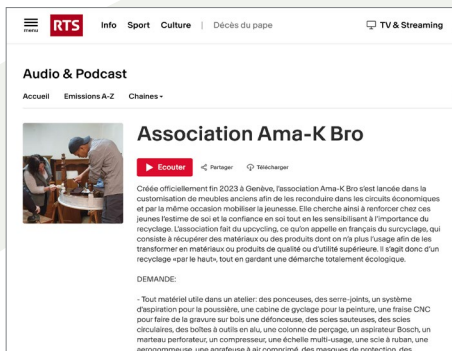 menu
RTS
Info Sport Culture | Décès du pape
TV & Streaming
Audio & Podcast
Accueil Emissions A-Z Chaînes
Association Ama-K Bro
Ecouter Partager Télécharger
Créée officiellement fin 2023 à Genève, l'association Ama-K Bro s'est lancée dans la
customisation de meubles anciens afin de les reconduire dans les circuits économiques
et par la même occasion mobiliser la jeunesse. Elle cherche ainsi à renforcer chez ces
jeunes l'estime de soi et la confiance en soi tout en les sensibilisant à l'importance du
recyclage. L'association fait du upcycling, ce qu'on appelle en français du surcyclage, qui
consiste à récupérer des matériaux ou des produits dont on n'a plus l'usage afin de les
transformer en matériaux ou produits de qualité ou d'utilité supérieure. Il s'agit donc d'un
recyclage «par le haut», tout en gardant une démarche totalement écologique.
DEMANDE:
- Tout matériel utile dans un atelier: des ponceuses, des serre-joints, un système
d'aspiration pour la poussière, une cabine de gyclage pour la peinture, une fraise CNC
pour faire de la gravure sur bois une défonceuse, des scies sauteuses, des scies
circulaires, des boîtes à outils en alu, une colonne de perçage, un aspirateur Bosch, un
marteau perforateur, un compresseur, une échelle multi-usage, une scie à ruban, une
aerogommeuse, une agrafeuse à air comprimé, des masques de protection, des